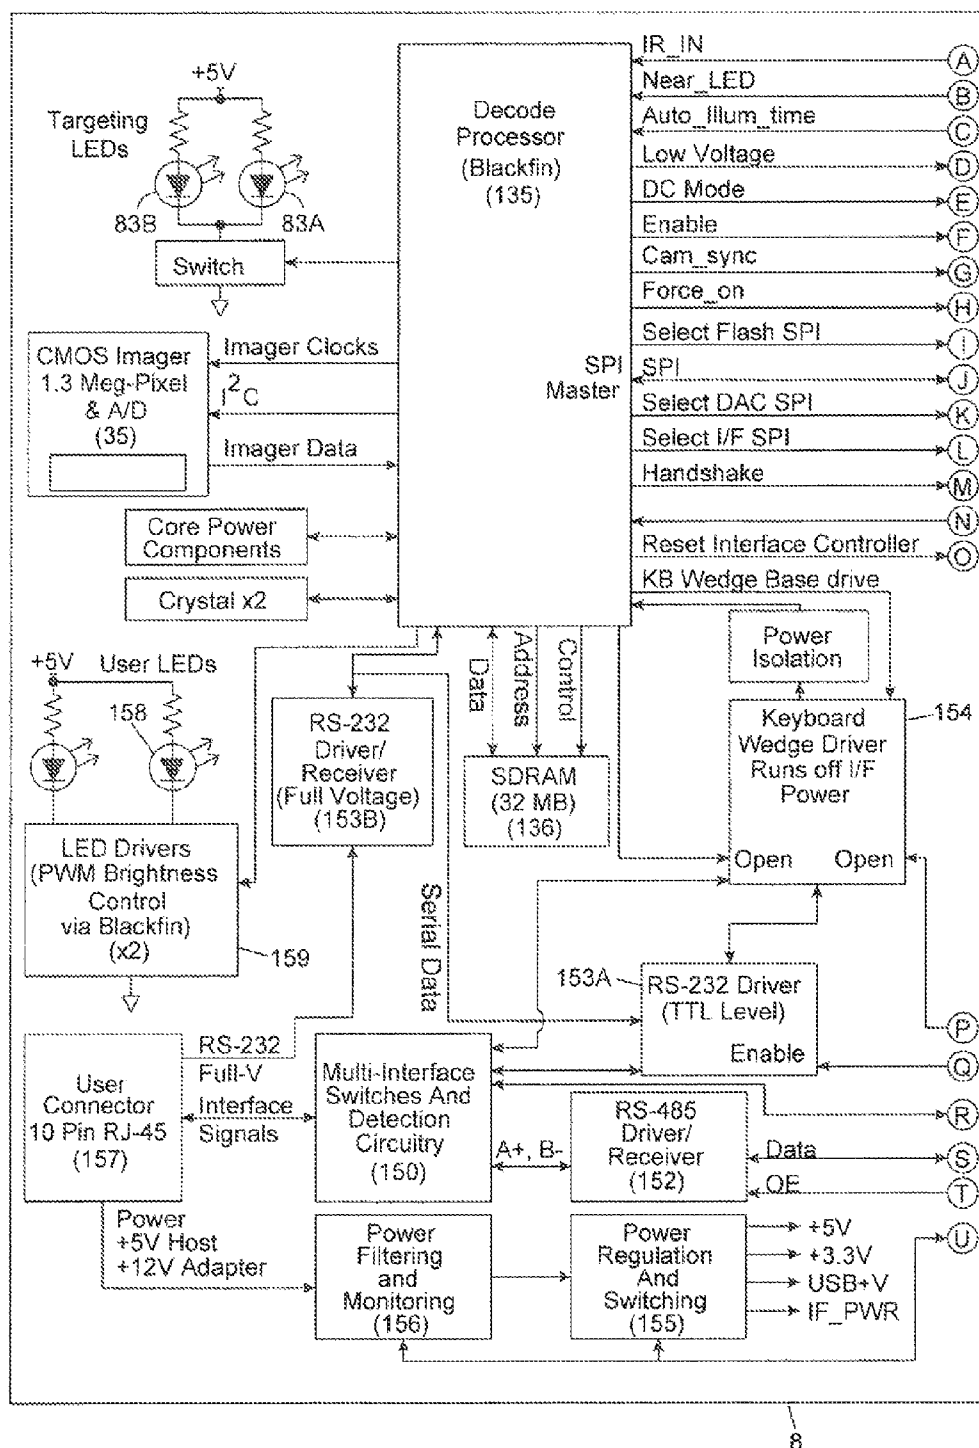 +5V
Targeting
LEDs
83B
83A
Switch
Decode
Processor
(Blackfin)
(135)
SPI
Master
IR_IN
A
Near_LED
B
Auto_Illum_time
C
Low Voltage
D
DC Mode
E
Enable
F
Cam_sync
G
Force_on
H
Select Flash SPI
I
SPI
J
Select DAC SPI
K
Select I/F SPI
L
Handshake
M
N
Reset Interface Controller
O
KB Wedge Base drive
CMOS Imager
1.3 Meg-Pixel
& A/D
(35)
Imager Clocks
I2C
Imager Data
Core Power
Components
Crystal x2
+5V
User LEDs
158
LED Drivers
(PWM Brightness
Control
via Blackfin)
(x2)
159
RS-232
Driver/
Receiver
(Full Voltage)
(153B)
Data
Address
Control
SDRAM
(32 MB)
(136)
Power
Isolation
Keyboard
Wedge Driver
Runs off I/F
Power
Open
Open
154
Serial Data
153A
RS-232 Driver
(TTL Level)
Enable
P
Q
User
Connector
10 Pin RJ-45
(157)
RS-232
Full-V
Interface
Signals
Multi-Interface
Switches And
Detection
Circuitry
(150)
A+, B-
RS-485
Driver/
Receiver
(152)
R
Data
S
OE
T
Power
+5V Host
+12V Adapter
Power
Filtering
and
Monitoring
(156)
Power
Regulation
And
Switching
(155)
+5V
+3.3V
USB+V
IF_PWR
U
8